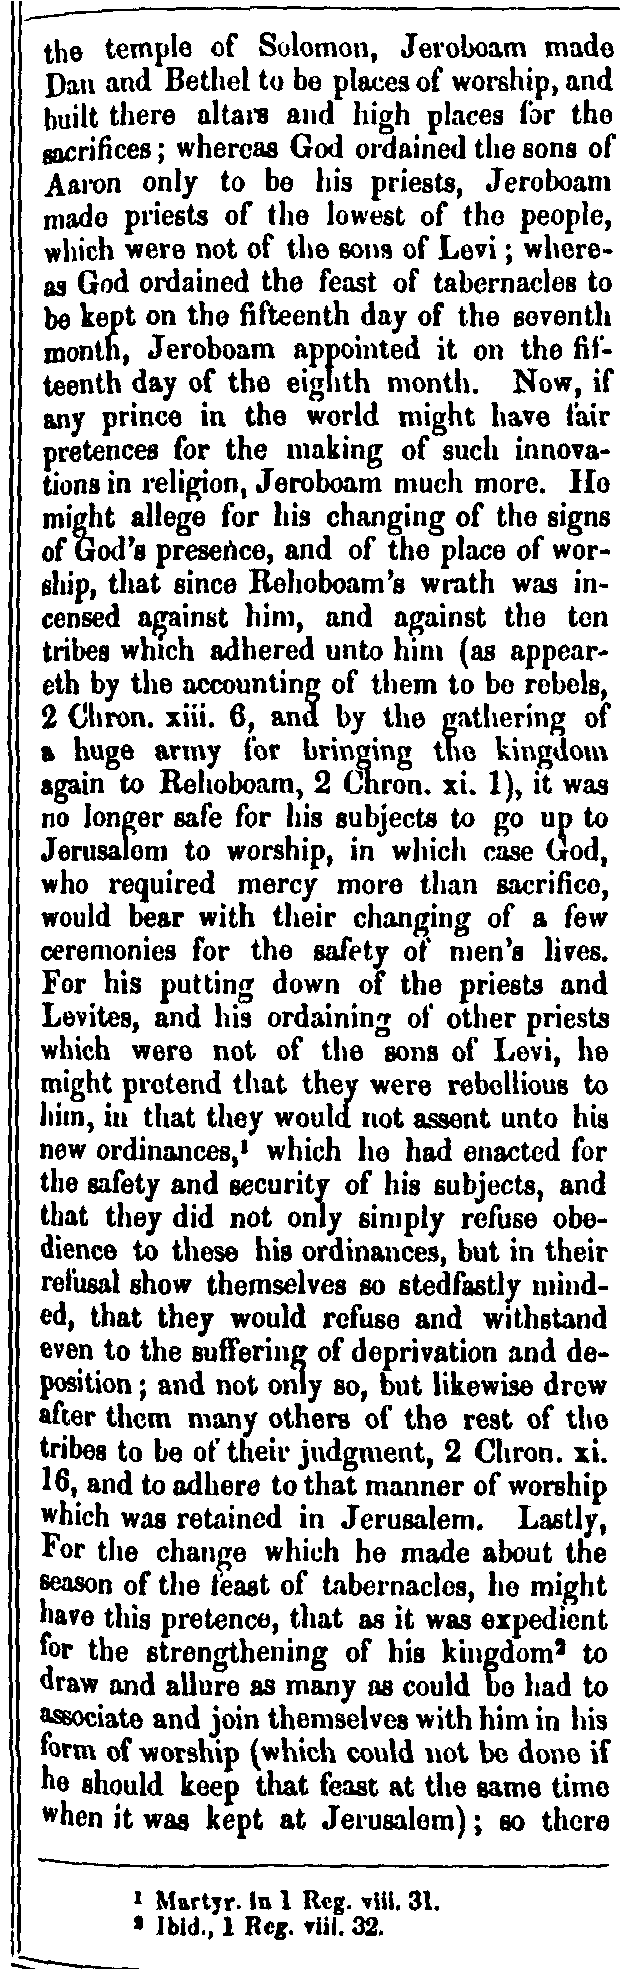 the temple of Solomon, Jeroboam made
Dan and Bethel to be places of worship, and
built there altars and high places for the
sacrifices; whereas God ordained the sons of
Aaron only to be his priests, Jeroboam
made priests of the lowest of the people,
which were not of the sons of Levi; where-
as God ordained the feast of tabernacles to
be kept on the fifteenth day of the seventh
month, Jeroboam appointed it on the fif-
teenth day of the eighth month. Now, if
any prince in the world might have fair
pretences for the making of such innova-
tions in religion, Jeroboam much more. He
might allege for his changing of the signs
of God's presence, and of the place of wor-
ship, that since Rehoboam's wrath was in-
censed against him, and against the ten
tribes which adhered unto him (as appear-
eth by the accounting of them to be rebels,
2 Chron. xiii. 6, and by the gathering of
a huge army for bringing the kingdom
again to Rehoboam, 2 Chron. xi. 1), it was
no longer safe for his subjects to go up to
Jerusalem to worship, in which case God,
who required mercy more than sacrifice,
would bear with their changing of a few
ceremonies for the safety of men's lives.
For his putting down of the priests and
Levites, and his ordaining of other priests
which were not of the sons of Levi, he
might pretend that they were rebellious to
him, in that they would not assent unto his
new ordinances,¹ which he had enacted for
the safety and security of his subjects, and
that they did not only simply refuse obe-
dience to these his ordinances, but in their
refusal show themselves so stedfastly mind-
ed, that they would refuse and withstand
even to the suffering of deprivation and de-
position; and not only so, but likewise drew
after them many others of the rest of the
tribes to be of their judgment, 2 Chron. xi.
16, and to adhere to that manner of worship
which was retained in Jerusalem. Lastly,
For the change which he made about the
season of the feast of tabernacles, he might
have this pretence, that as it was expedient
for the strengthening of his kingdom² to
draw and allure as many as could be had to
associate and join themselves with him in his
form of worship (which could not be done if
he should keep that feast at the same time
when it was kept at Jerusalem); so there
¹ Martyr. in 1 Reg. viii. 31.
² Ibid., 1 Reg. viii. 32.